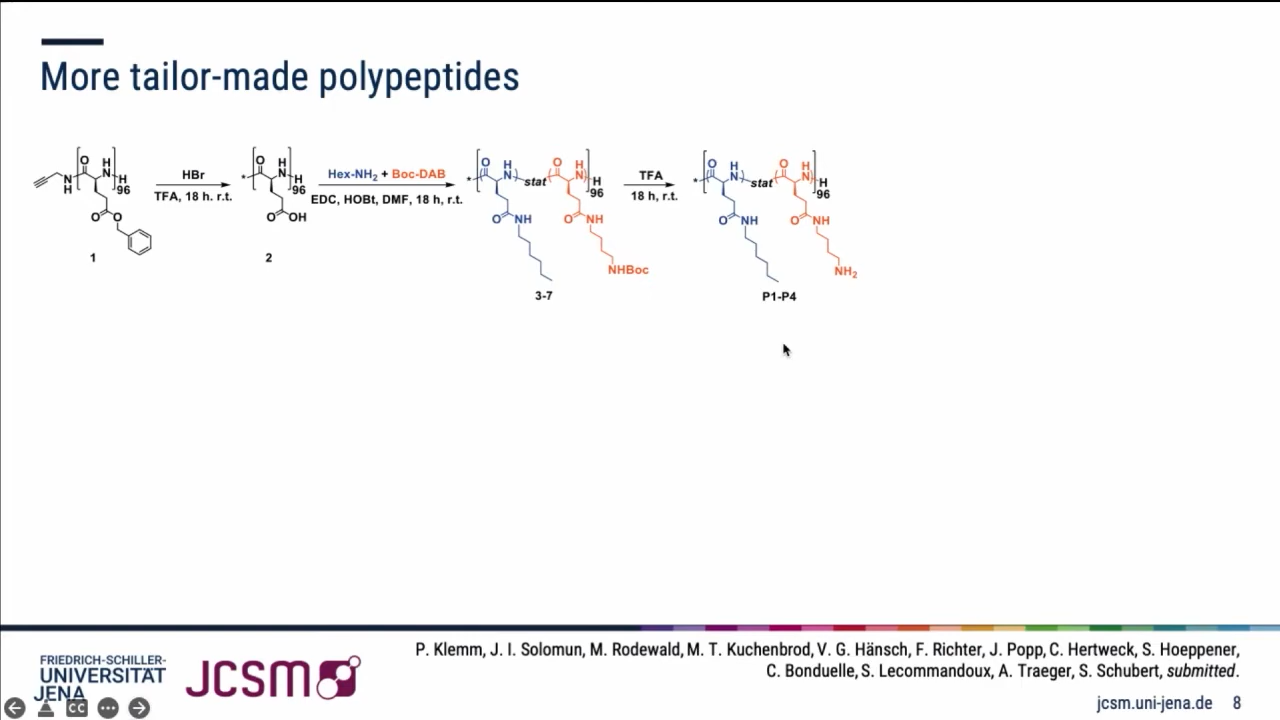 More tailor-made polypeptides
O H N H 96 N H O O 1
HBr
TFA, 18 h. r.t.
* O H N H 96 O OH 2
Hex-NH2 + Boc-DAB
EDC, HOBt, DMF, 18 h, r.t.
* O H N stat O H N H 96 O NH O NH NHBoc 3-7
TFA
18 h, r.t.
* O H N stat O H N H 96 O NH O NH NH2 P1-P4
P. Klemm, J. I. Solomun, M. Rodewald, M. T. Kuchenbrod, V. G. Hänsch, F. Richter, J. Popp, C. Hertweck, S. Hoeppener,
C. Bonduelle, S. Lecommandoux, A. Traeger, S. Schubert, submitted.
FRIEDRICH-SCHILLER-
UNIVERSITÄT
JENA
JCSM
CC
jcsm.uni-jena.de 8